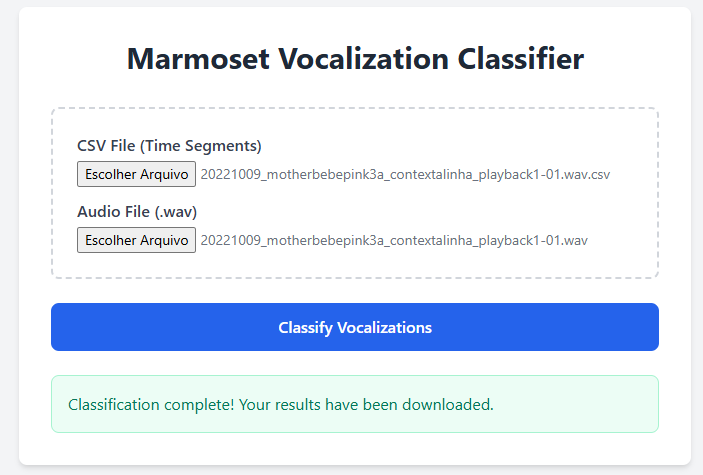 Marmoset Vocalization Classifier
CSV File (Time Segments)
Escolher Arquivo 20221009_motherbebepink3a_contextalinha_playback1-01.wav.csv
Audio File (.wav)
Escolher Arquivo 20221009_motherbebepink3a_contextalinha_playback1-01.wav
Classify Vocalizations
Classification complete! Your results have been downloaded.